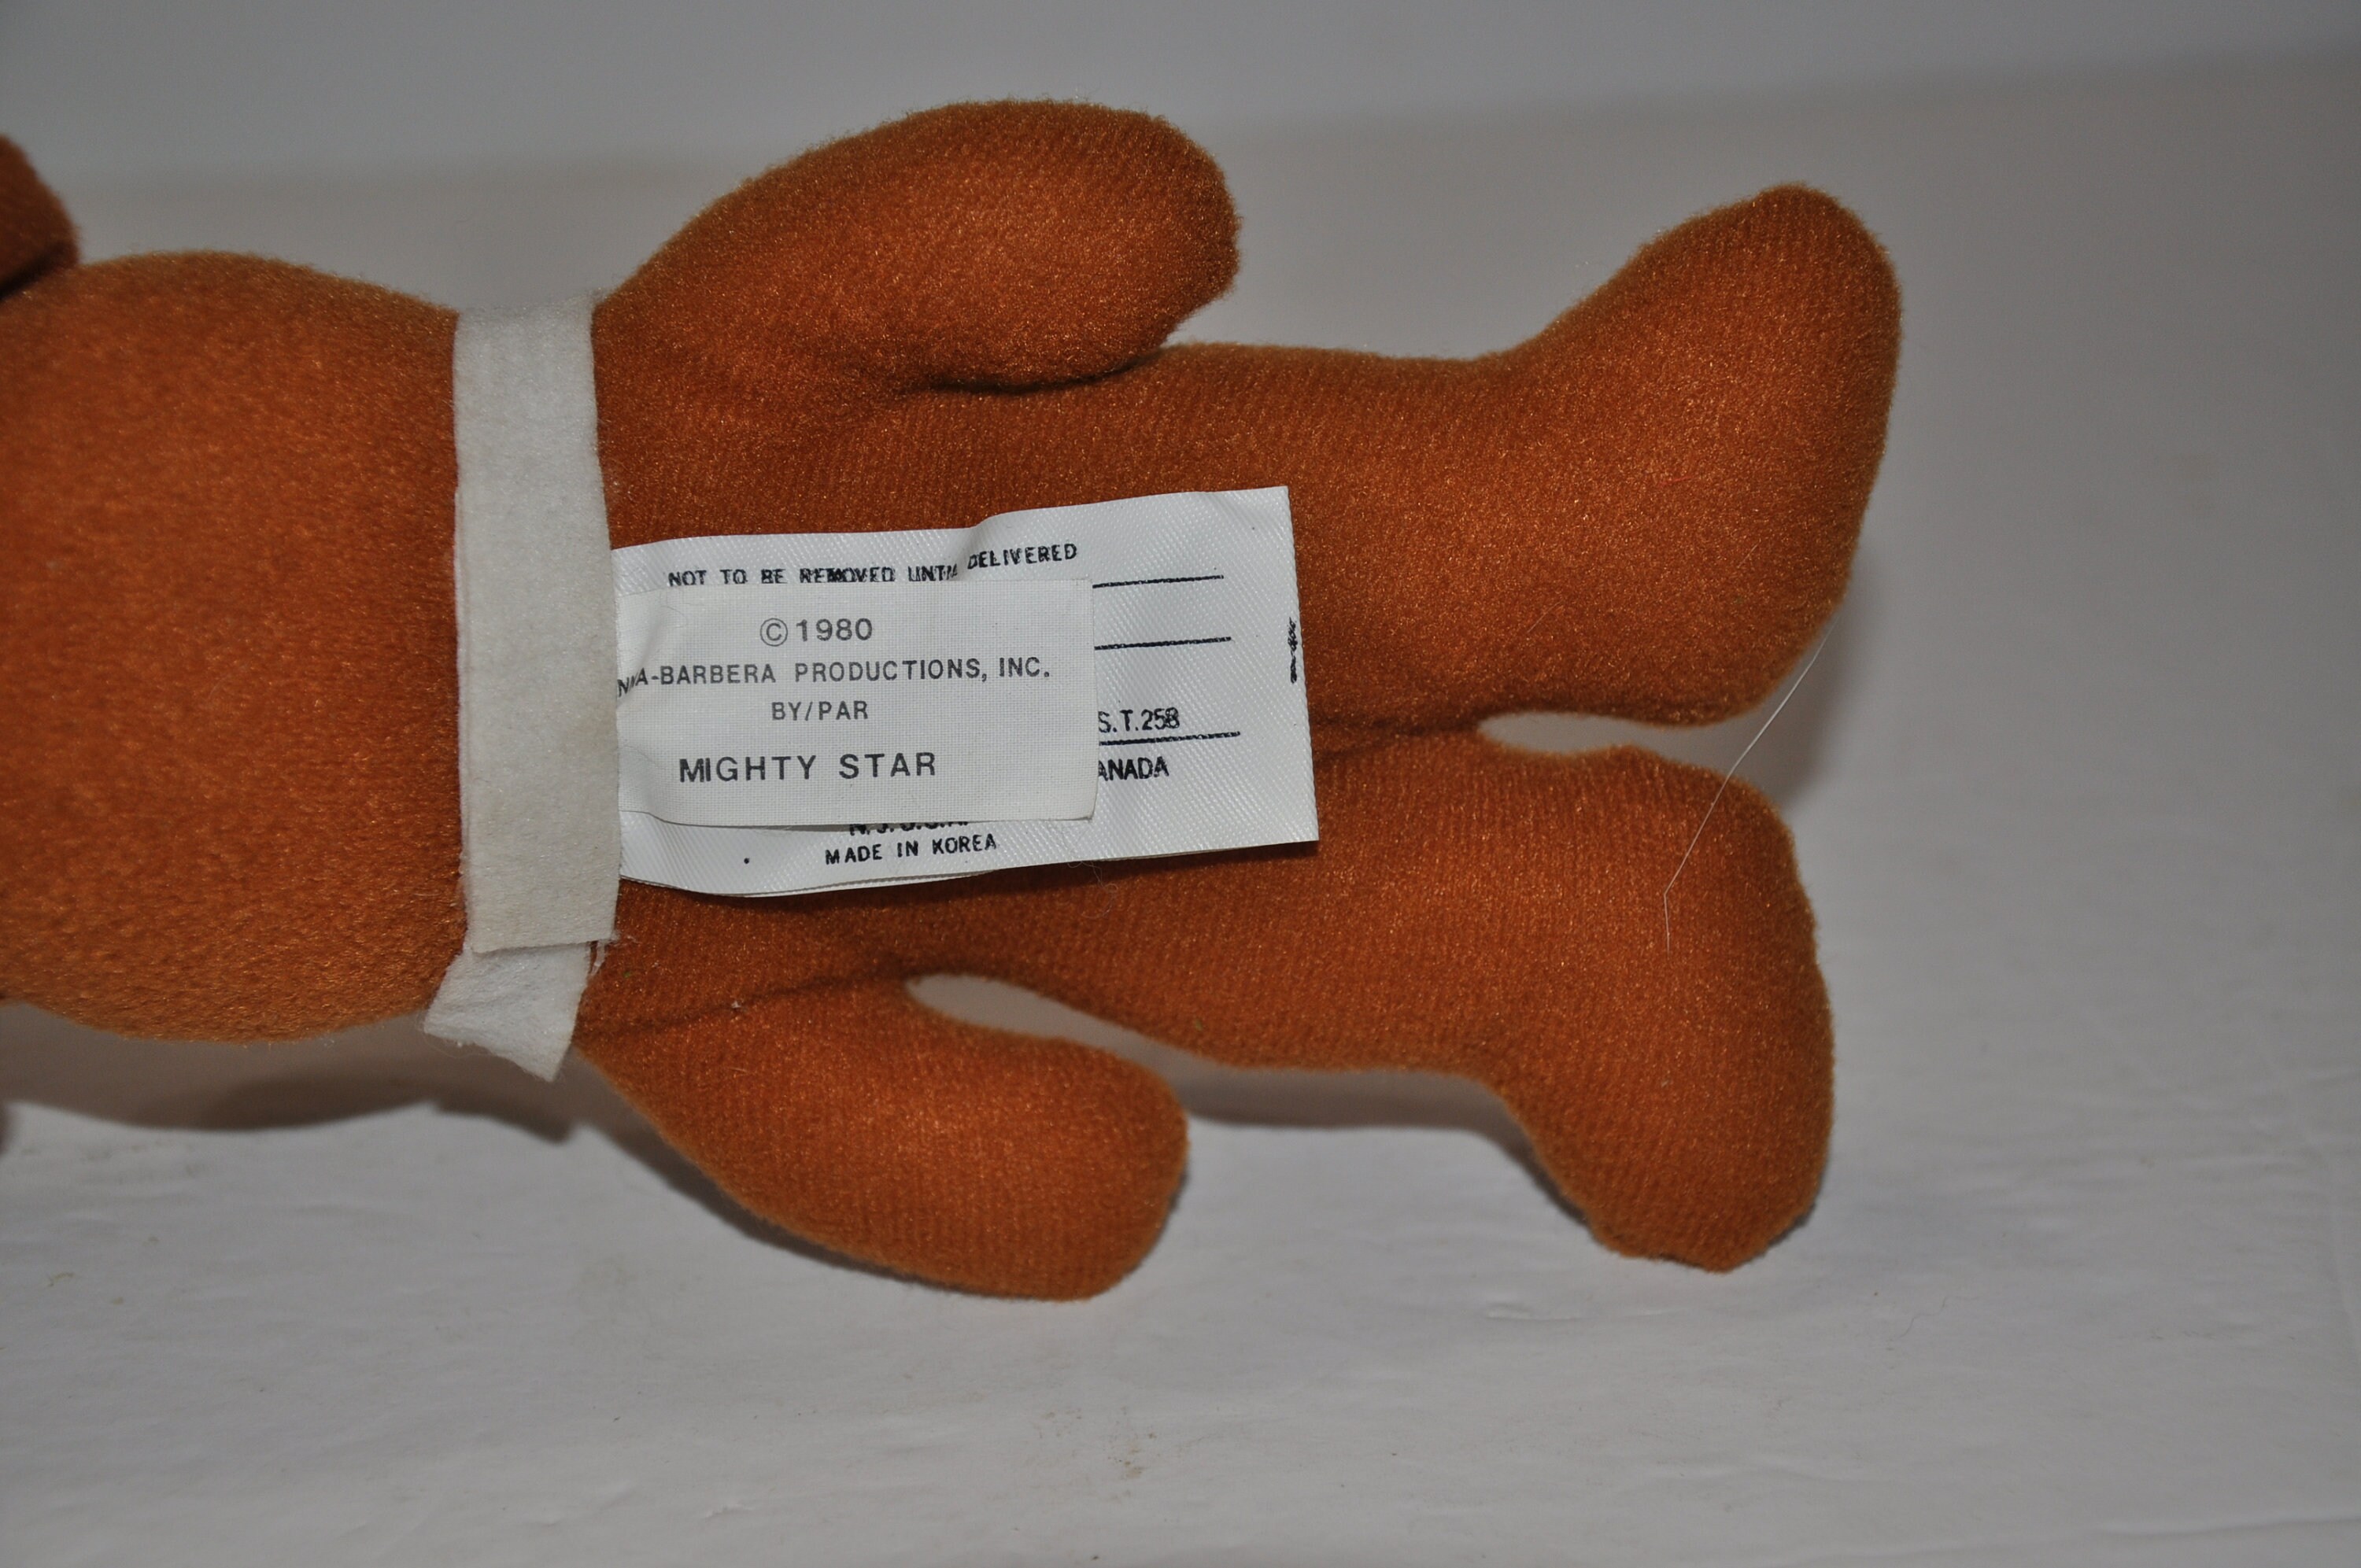 NOT TO BE REMOVED UNTIL DELIVERED
© 1980
NNA-BARBERA PRODUCTIONS, INC.
BY/PAR
S.T.258
MIGHTY STAR
ANADA
N.J.U.S.A.
MADE IN KOREA